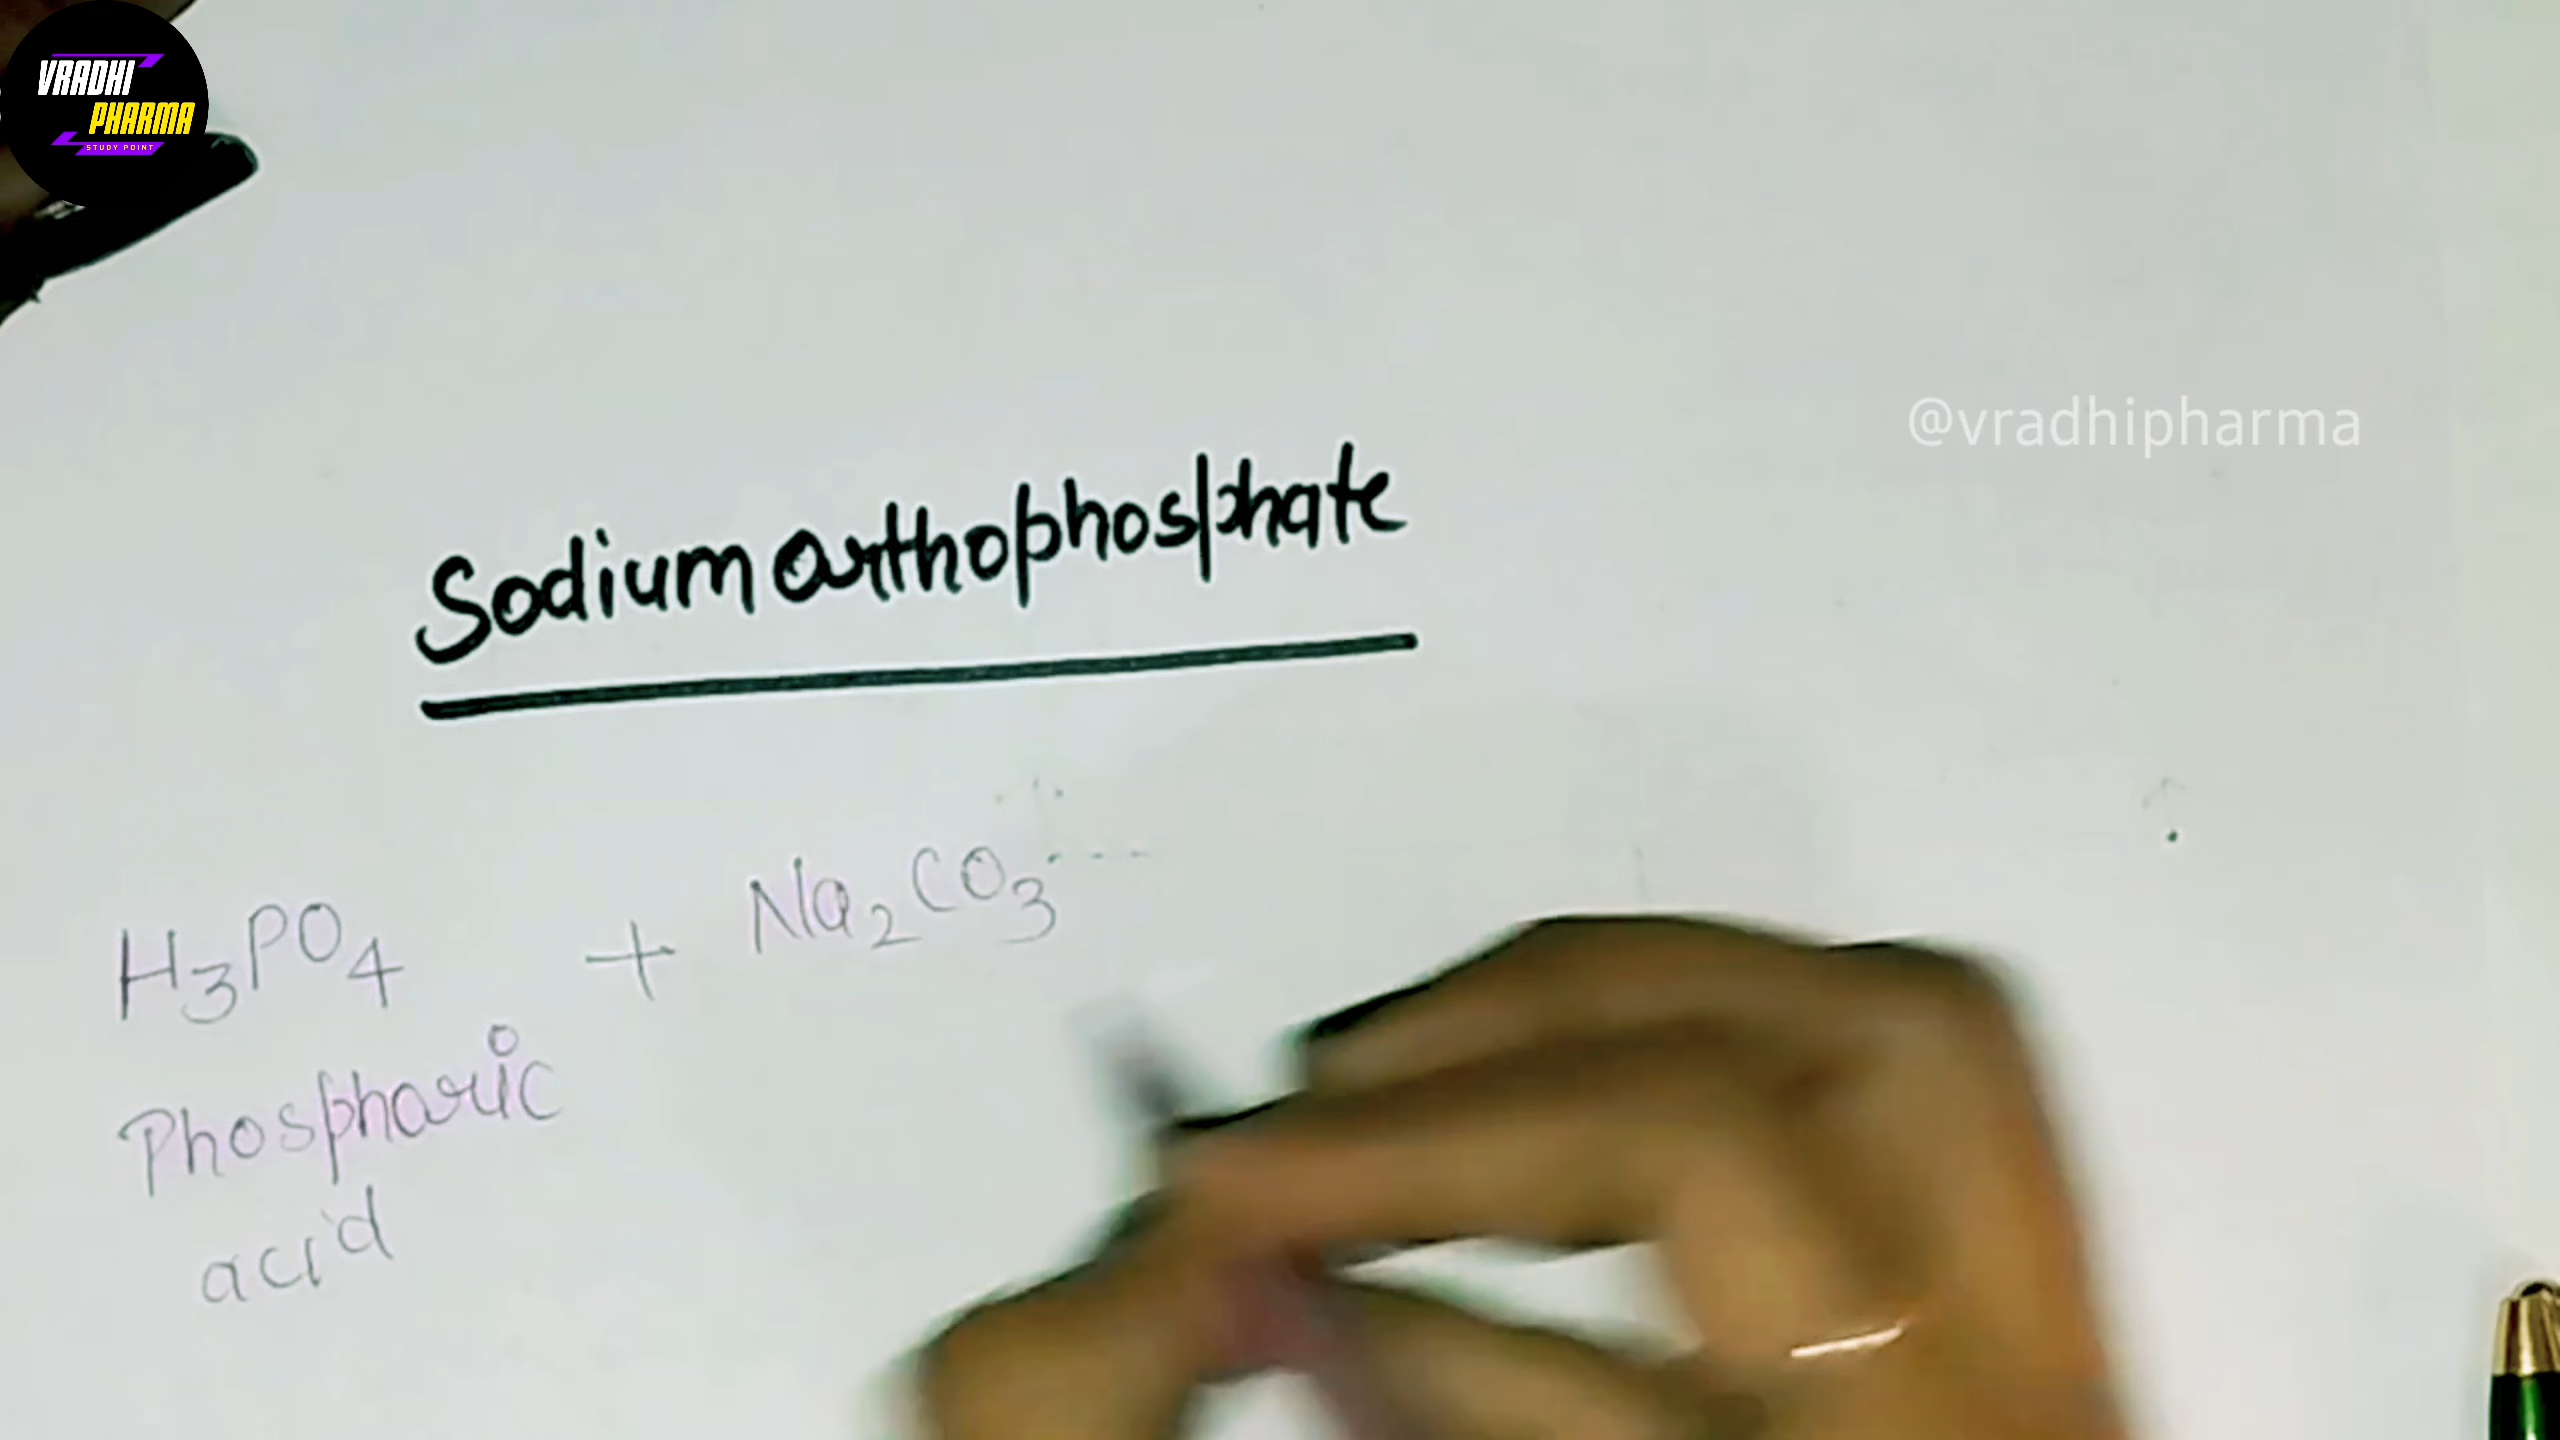 VRADHI
PHARMA
STUDY POINT
@vradhipharma
Sodium orthophosphate
H₃PO₄ + Na₂CO₃
Phosphoric
acid